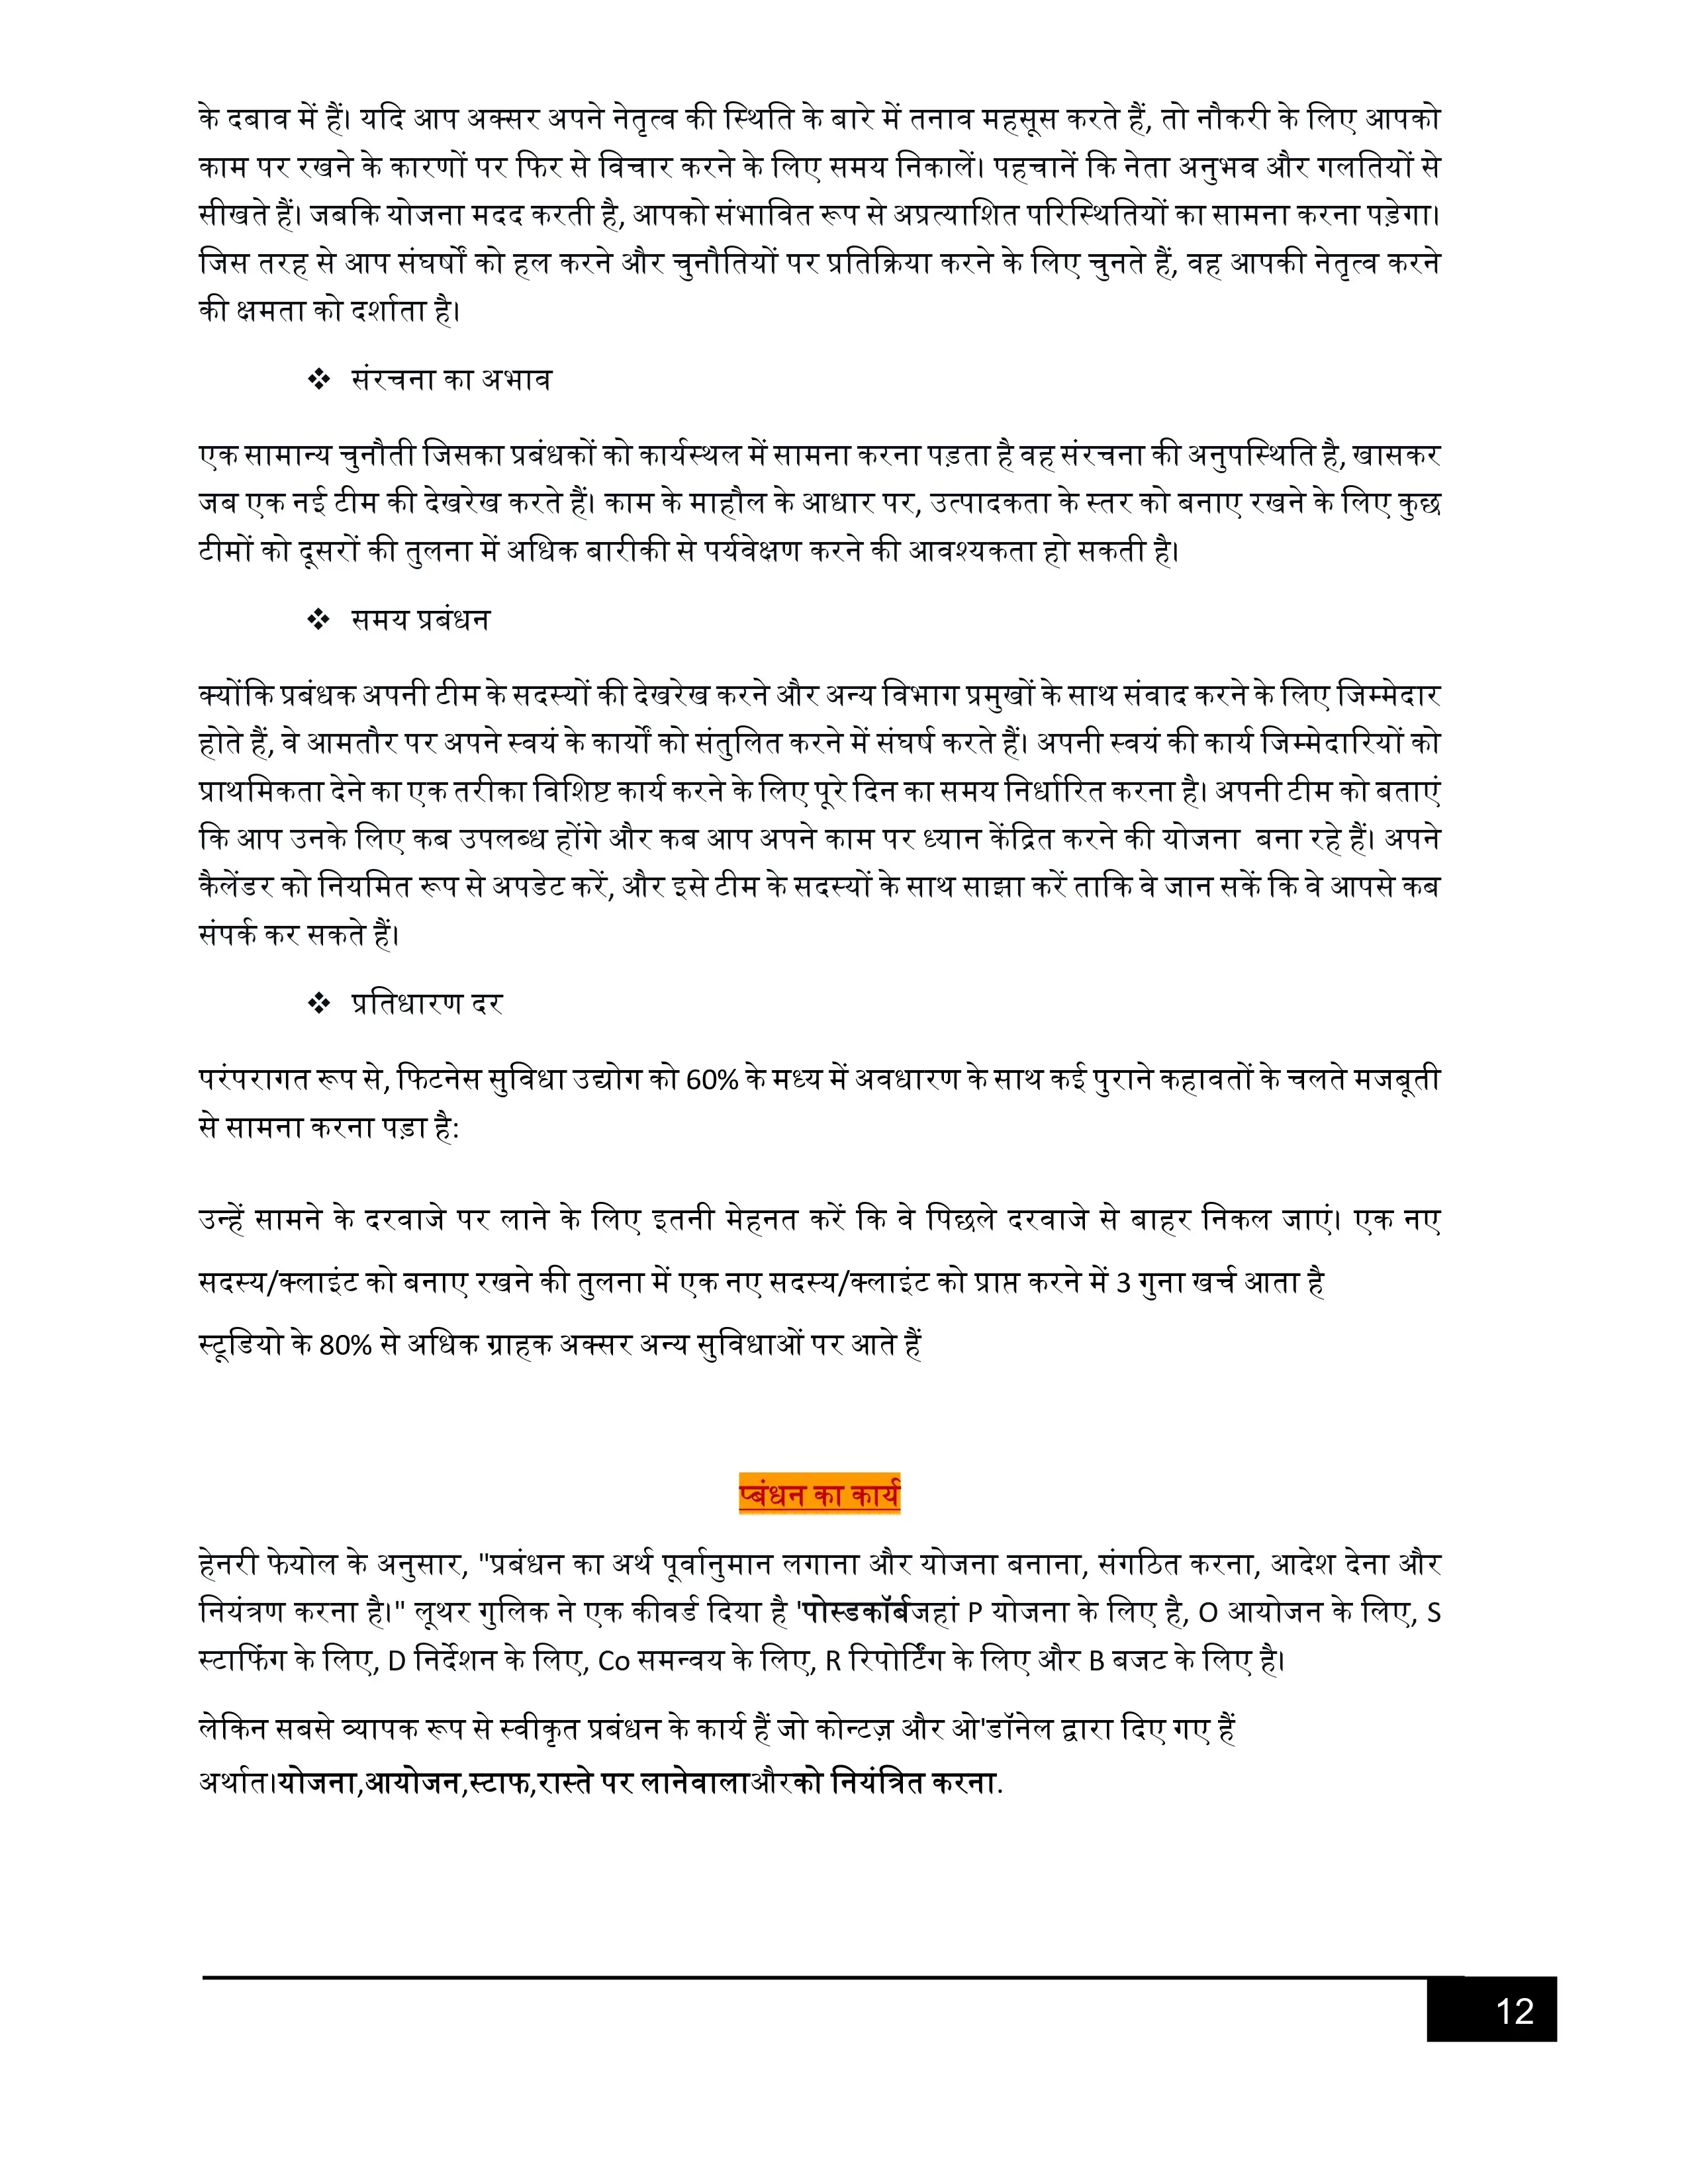 के दबाव में हैं। यदि आप अक्सर अपने नेतृत्व की स्थिति के बारे में तनाव महसूस करते हैं, तो नौकरी के लिए आपको
काम पर रखने के कारणों पर फिर से विचार करने के लिए समय निकालें। पहचानें कि नेता अनुभव और गलतियों से
सीखते हैं। जबकि योजना मदद करती है, आपको संभावित रूप से अप्रत्याशित परिस्थितियों का सामना करना पड़ेगा।
जिस तरह से आप संघर्षों को हल करने और चुनौतियों पर प्रतिक्रिया करने के लिए चुनते हैं, वह आपकी नेतृत्व करने
की क्षमता को दर्शाता है।
❖ संरचना का अभाव
एक सामान्य चुनौती जिसका प्रबंधकों को कार्यस्थल में सामना करना पड़ता है वह संरचना की अनुपस्थिति है, खासकर
जब एक नई टीम की देखरेख करते हैं। काम के माहौल के आधार पर, उत्पादकता के स्तर को बनाए रखने के लिए कुछ
टीमों को दूसरों की तुलना में अधिक बारीकी से पर्यवेक्षण करने की आवश्यकता हो सकती है।
❖ समय प्रबंधन
क्योंकि प्रबंधक अपनी टीम के सदस्यों की देखरेख करने और अन्य विभाग प्रमुखों के साथ संवाद करने के लिए जिम्मेदार
होते हैं, वे आमतौर पर अपने स्वयं के कार्यों को संतुलित करने में संघर्ष करते हैं। अपनी स्वयं की कार्य जिम्मेदारियों को
प्राथमिकता देने का एक तरीका विशिष्ट कार्य करने के लिए पूरे दिन का समय निर्धारित करना है। अपनी टीम को बताएं
कि आप उनके लिए कब उपलब्ध होंगे और कब आप अपने काम पर ध्यान केंद्रित करने की योजना बना रहे हैं। अपने
कैलेंडर को नियमित रूप से अपडेट करें, और इसे टीम के सदस्यों के साथ साझा करें ताकि वे जान सकें कि वे आपसे कब
संपर्क कर सकते हैं।
❖ प्रतिधारण दर
परंपरागत रूप से, फिटनेस सुविधा उद्योग को 60% के मध्य में अवधारण के साथ कई पुराने कहावतों के चलते मजबूती
से सामना करना पड़ा है:
उन्हें सामने के दरवाजे पर लाने के लिए इतनी मेहनत करें कि वे पिछले दरवाजे से बाहर निकल जाएं। एक नए
सदस्य/क्लाइंट को बनाए रखने की तुलना में एक नए सदस्य/क्लाइंट को प्राप्त करने में 3 गुना खर्च आता है
स्टूडियो के 80% से अधिक ग्राहक अक्सर अन्य सुविधाओं पर आते हैं
प्बंधन का कार्य
हेनरी फेयोल के अनुसार, "प्रबंधन का अर्थ पूर्वानुमान लगाना और योजना बनाना, संगठित करना, आदेश देना और
नियंत्रण करना है।" लूथर गुलिक ने एक कीवर्ड दिया है 'पोस्डकॉर्बजहां P योजना के लिए है, O आयोजन के लिए, S
स्टाफिंग के लिए, D निर्देशन के लिए, Co समन्वय के लिए, R रिपोर्टिंग के लिए और B बजट के लिए है।
लेकिन सबसे व्यापक रूप से स्वीकृत प्रबंधन के कार्य हैं जो कोन्टज़ और ओ'डॉनेल द्वारा दिए गए हैं
अर्थात।योजना,आयोजन,स्टाफ,रास्ते पर लानेवालाऔरको नियंत्रित करना.
12